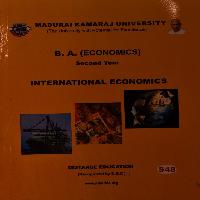 MADURAI KAMARAJ UNIVERSITY
B. A. (ECONOMICS)
Second Year
INTERNATIONAL ECONOMICS
DISTANCE EDUCATION
948